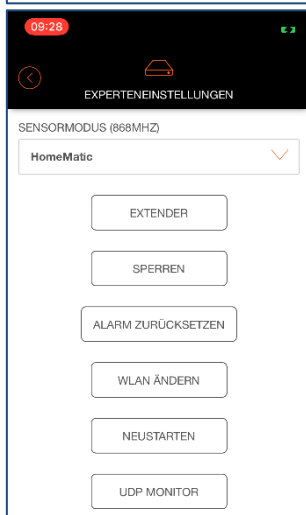 09:28
EXPERTENEINSTELLUNGEN
SENSORMODUS (868MHZ)
HomeMatic
EXTENDER
SPERREN
ALARM ZURÜCKSETZEN
WLAN ÄNDERN
NEUSTARTEN
UDP MONITOR